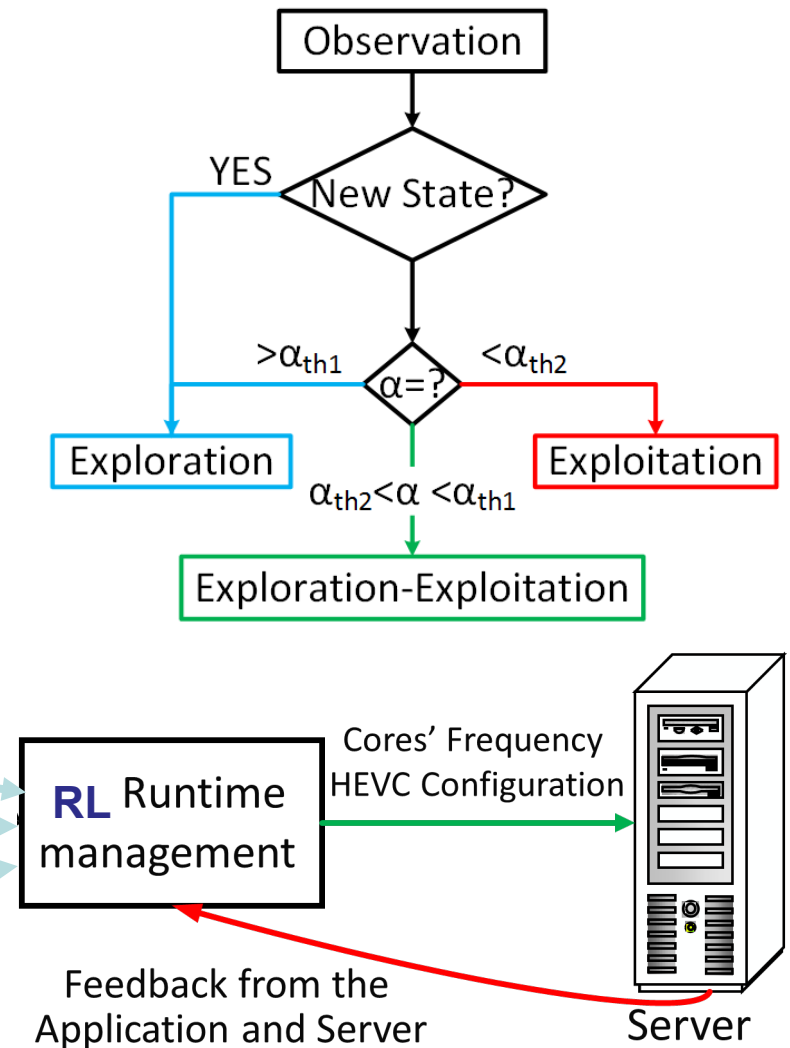 Observation
YES
New State?
>αth1
α=?
<αth2
Exploration
Exploitation
αth2<α <αth1
Exploration-Exploitation
Cores’ Frequency
HEVC Configuration
RL Runtime
management
Feedback from the
Application and Server
Server